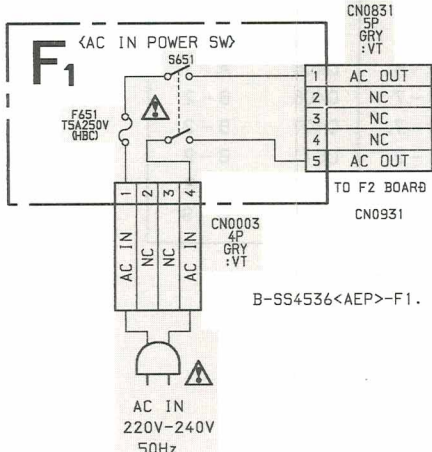 F1 <AC IN POWER SW>
S651
F651
T5A250V
(HBC)
CN0831
5P
GRY
:VT
1 AC OUT
2 NC
3 NC
4 NC
5 AC OUT
TO F2 BOARD
CN0931
1 AC IN
2 NC
3 NC
4 AC IN
CN0003
4P
GRY
:VT
B-SS4536<AEP>-F1.
AC IN
220V-240V
50Hz